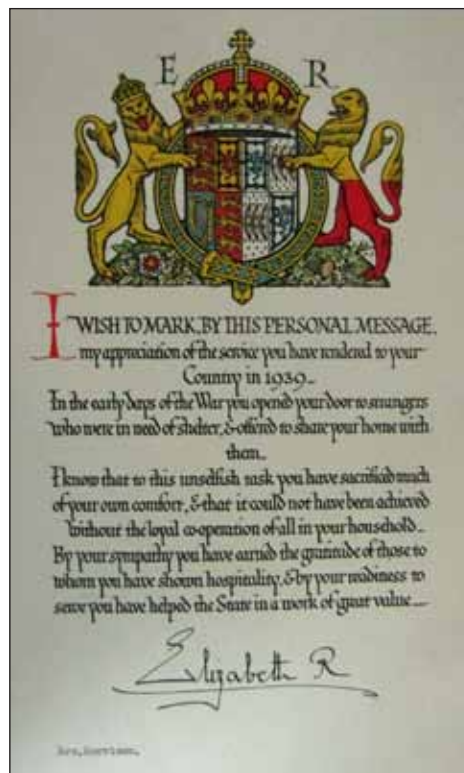 E R
I WISH TO MARK, BY THIS PERSONAL MESSAGE,
my appreciation of the service you have rendered to your
Country in 1939_
In the early days of the War you opened your door to strangers
who were in need of shelter, & offered to share your home with
them_
I know that to this unselfish task you have sacrificed much
of your own comfort, & that it could not have been achieved
without the loyal co-operation of all in your household_
By your sympathy you have earned the gratitude of those to
whom you have shown hospitality, & by your readiness to
serve you have helped the State in a work of great value_
Elizabeth R
Mrs.